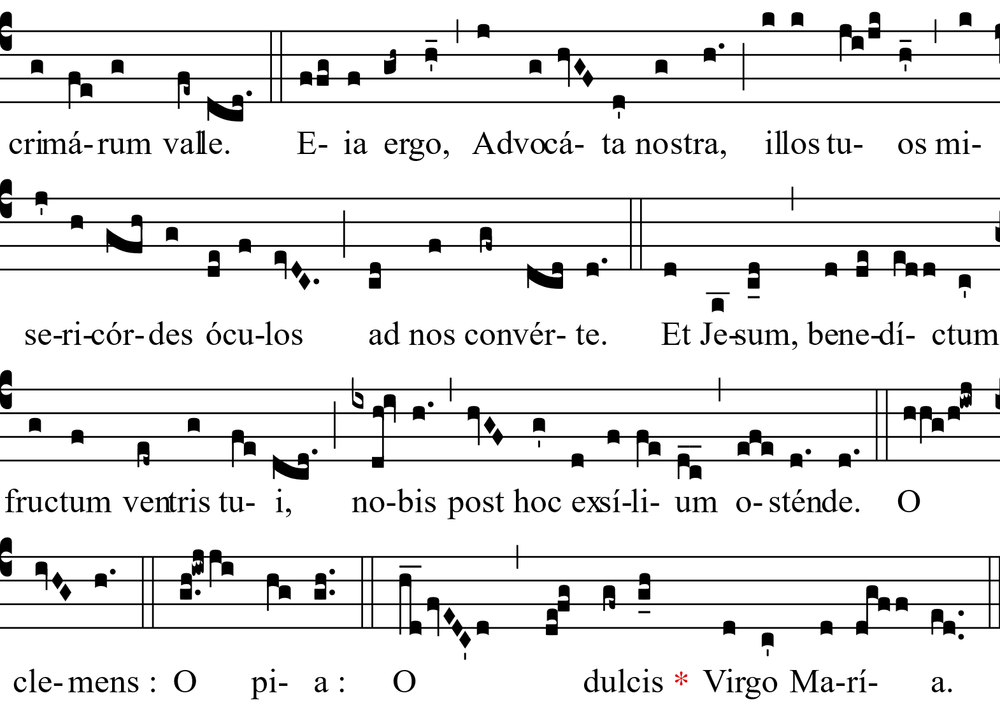 crimá-rum valle. E- ia ergo, Advocá- ta nostra, illos tu- os mi-
se-ri-cór-des ócu-los ad nos convér- te. Et Je-sum, bene-dí- ctum
fructum ventris tu- i, no-bis post hoc exsí-li- um o-sténde. O
cle-mens : O pi- a : O dulcis * Virgo Ma-rí- a.